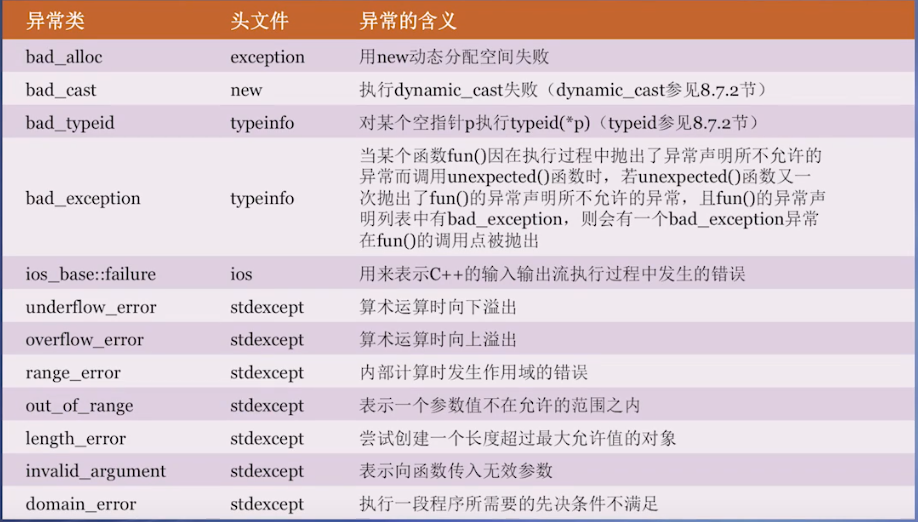 异常类 头文件 异常的含义
bad_alloc exception 用new动态分配空间失败
bad_cast new 执行dynamic_cast失败（dynamic_cast参见8.7.2节）
bad_typeid typeinfo 对某个空指针p执行typeid(*p)（typeid参见8.7.2节）
当某个函数fun()因在执行过程中抛出了异常声明所不允许的
异常而调用unexpected()函数时，若unexpected()函数又一
bad_exception typeinfo 次抛出了fun()的异常声明所不允许的异常，且fun()的异常声
明列表中有bad_exception，则会有一个bad_exception异常
在fun()的调用点被抛出
ios_base::failure ios 用来表示C++的输入输出流执行过程中发生的错误
underflow_error stdexcept 算术运算时向下溢出
overflow_error stdexcept 算术运算时向上溢出
range_error stdexcept 内部计算时发生作用域的错误
out_of_range stdexcept 表示一个参数值不在允许的范围之内
length_error stdexcept 尝试创建一个长度超过最大允许值的对象
invalid_argument stdexcept 表示向函数传入无效参数
domain_error stdexcept 执行一段程序所需要的先决条件不满足